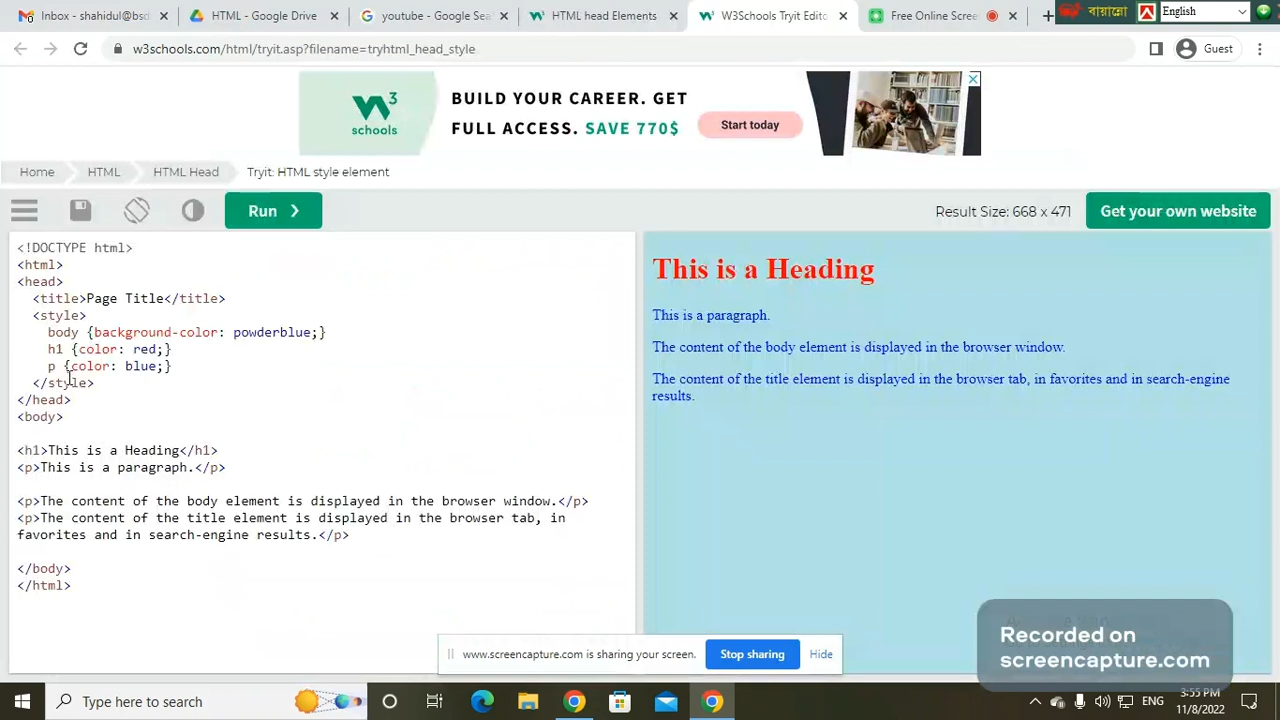 Inbox - shahidul@bsd
HTML - Google Drive
HTML head Elements
W3Schools Tryit Edito
Free Online Scree
বায়ান্নো
English
w3schools.com/html/tryit.asp?filename=tryhtml_head_style
Guest
w3 schools
BUILD YOUR CAREER. GET
FULL ACCESS. SAVE 770$
Start today
Home HTML HTML Head Tryit: HTML style element
Run ❯
Result Size: 668 x 471
Get your own website
<!DOCTYPE html>
<html>
<head>
<title>Page Title</title>
<style>
body {background-color: powderblue;}
h1 {color: red;}
p {color: blue;}
</style>
</head>
<body>
<h1>This is a Heading</h1>
<p>This is a paragraph.</p>
<p>The content of the body element is displayed in the browser window.</p>
<p>The content of the title element is displayed in the browser tab, in
favorites and in search-engine results.</p>
</body>
</html>
This is a Heading
This is a paragraph.
The content of the body element is displayed in the browser window.
The content of the title element is displayed in the browser tab, in favorites and in search-engine
results.
Recorded on
screencapture.com
www.screencapture.com is sharing your screen.
Stop sharing
Hide
Type here to search
ENG
3:55 PM
11/8/2022